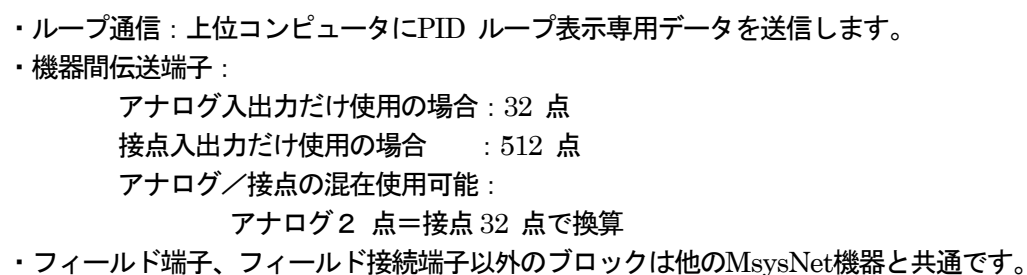 ・ループ通信：上位コンピュータにPID ループ表示専用データを送信します。
・機器間伝送端子：
アナログ入出力だけ使用の場合：32 点
接点入出力だけ使用の場合　　：512 点
アナログ／接点の混在使用可能：
アナログ２ 点＝接点 32 点で換算
・フィールド端子、フィールド接続端子以外のブロックは他のMsysNet機器と共通です。